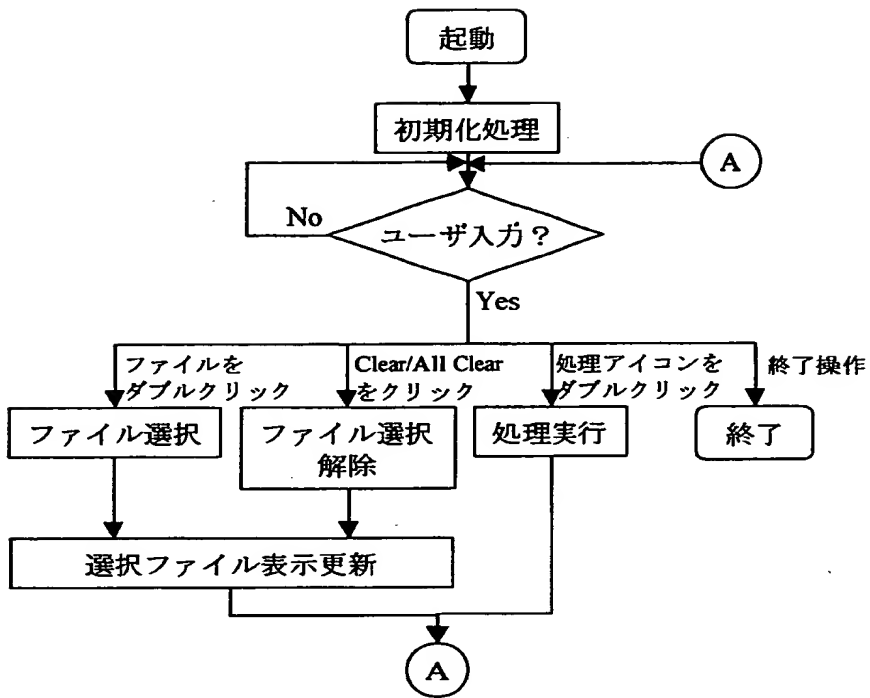 起動
初期化処理
A
No
ユーザ入力？
Yes
ファイルを
ダブルクリック
Clear/All Clear
をクリック
処理アイコンを
ダブルクリック
終了操作
ファイル選択
ファイル選択
解除
処理実行
終了
選択ファイル表示更新
A